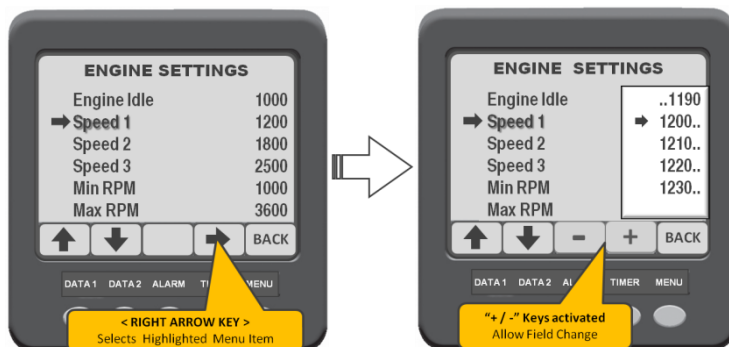 ENGINE SETTINGS
Engine Idle 1000
Speed 1 1200
Speed 2 1800
Speed 3 2500
Min RPM 1000
Max RPM 3600
BACK
DATA 1 DATA 2 ALARM MENU
< RIGHT ARROW KEY >
Selects Highlighted Menu Item
ENGINE SETTINGS
Engine Idle ..1190
Speed 1 1200..
Speed 2 1210..
Speed 3 1220..
Min RPM 1230..
Max RPM
- + BACK
DATA 1 DATA 2 TIMER MENU
"+ / -" Keys activated
Allow Field Change